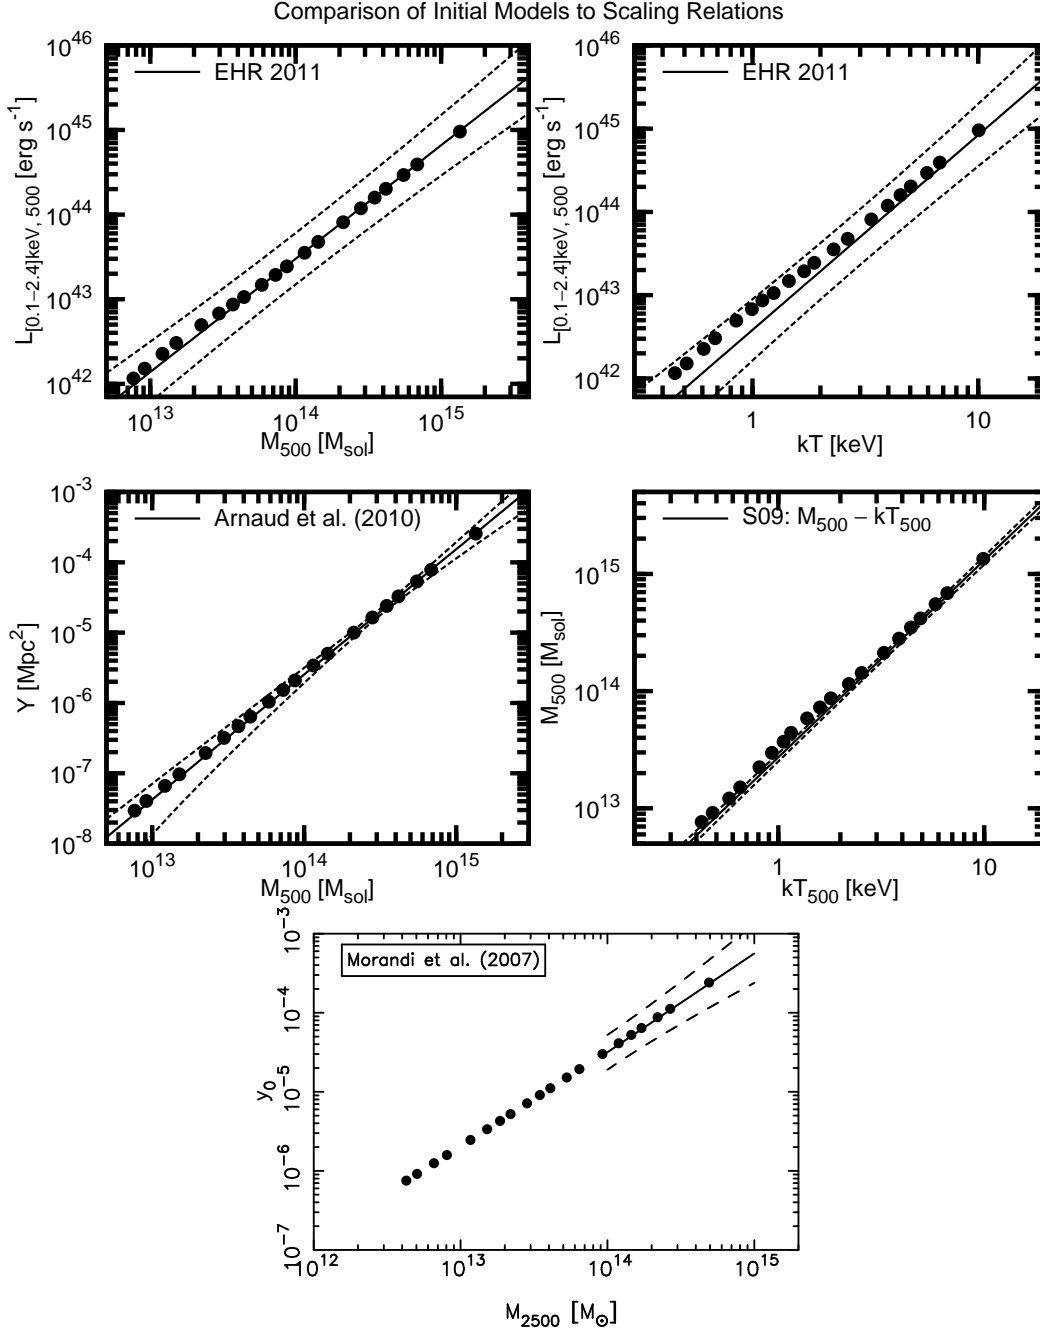 Comparison of Initial Models to Scaling Relations
10^46
10^45
10^44
10^43
10^42
L[0.1−2.4]keV, 500 [erg s^-1]
EHR 2011
10^13
10^14
10^15
M500 [Msol]
10^46
10^45
10^44
10^43
10^42
L[0.1−2.4]keV, 500 [erg s^-1]
EHR 2011
1
10
kT [keV]
10^-3
10^-4
10^-5
10^-6
10^-7
10^-8
Y [Mpc^2]
Arnaud et al. (2010)
10^13
10^14
10^15
M500 [Msol]
10^15
10^14
10^13
M500 [Msol]
S09: M500 − kT500
1
10
kT500 [keV]
10^-3
10^-4
10^-5
10^-6
10^-7
y0
Morandi et al. (2007)
10^12
10^13
10^14
10^15
M2500 [M⊙]